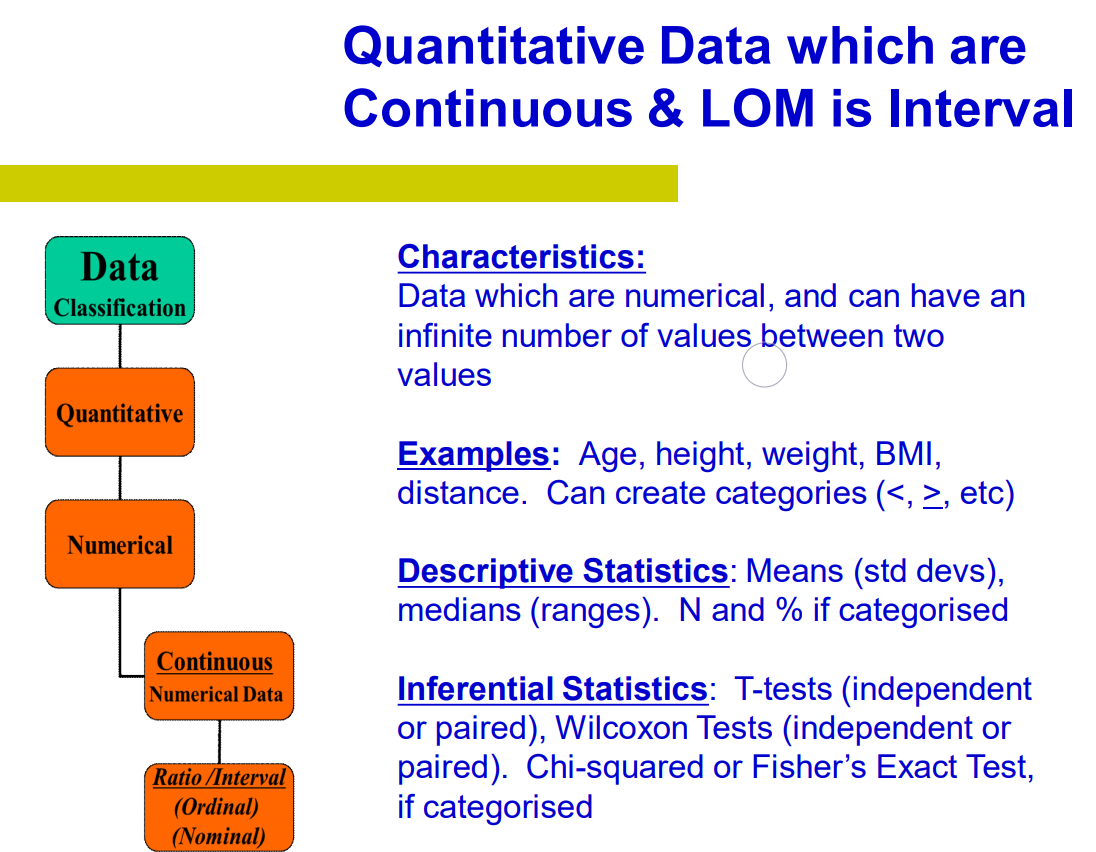 Quantitative Data which are
Continuous & LOM is Interval
Data
Classification
Quantitative
Numerical
Continuous
Numerical Data
Ratio /Interval
(Ordinal)
(Nominal)
Characteristics:
Data which are numerical, and can have an
infinite number of values between two
values
Examples: Age, height, weight, BMI,
distance. Can create categories (<, ≥, etc)
Descriptive Statistics: Means (std devs),
medians (ranges). N and % if categorised
Inferential Statistics: T-tests (independent
or paired), Wilcoxon Tests (independent or
paired). Chi-squared or Fisher’s Exact Test,
if categorised